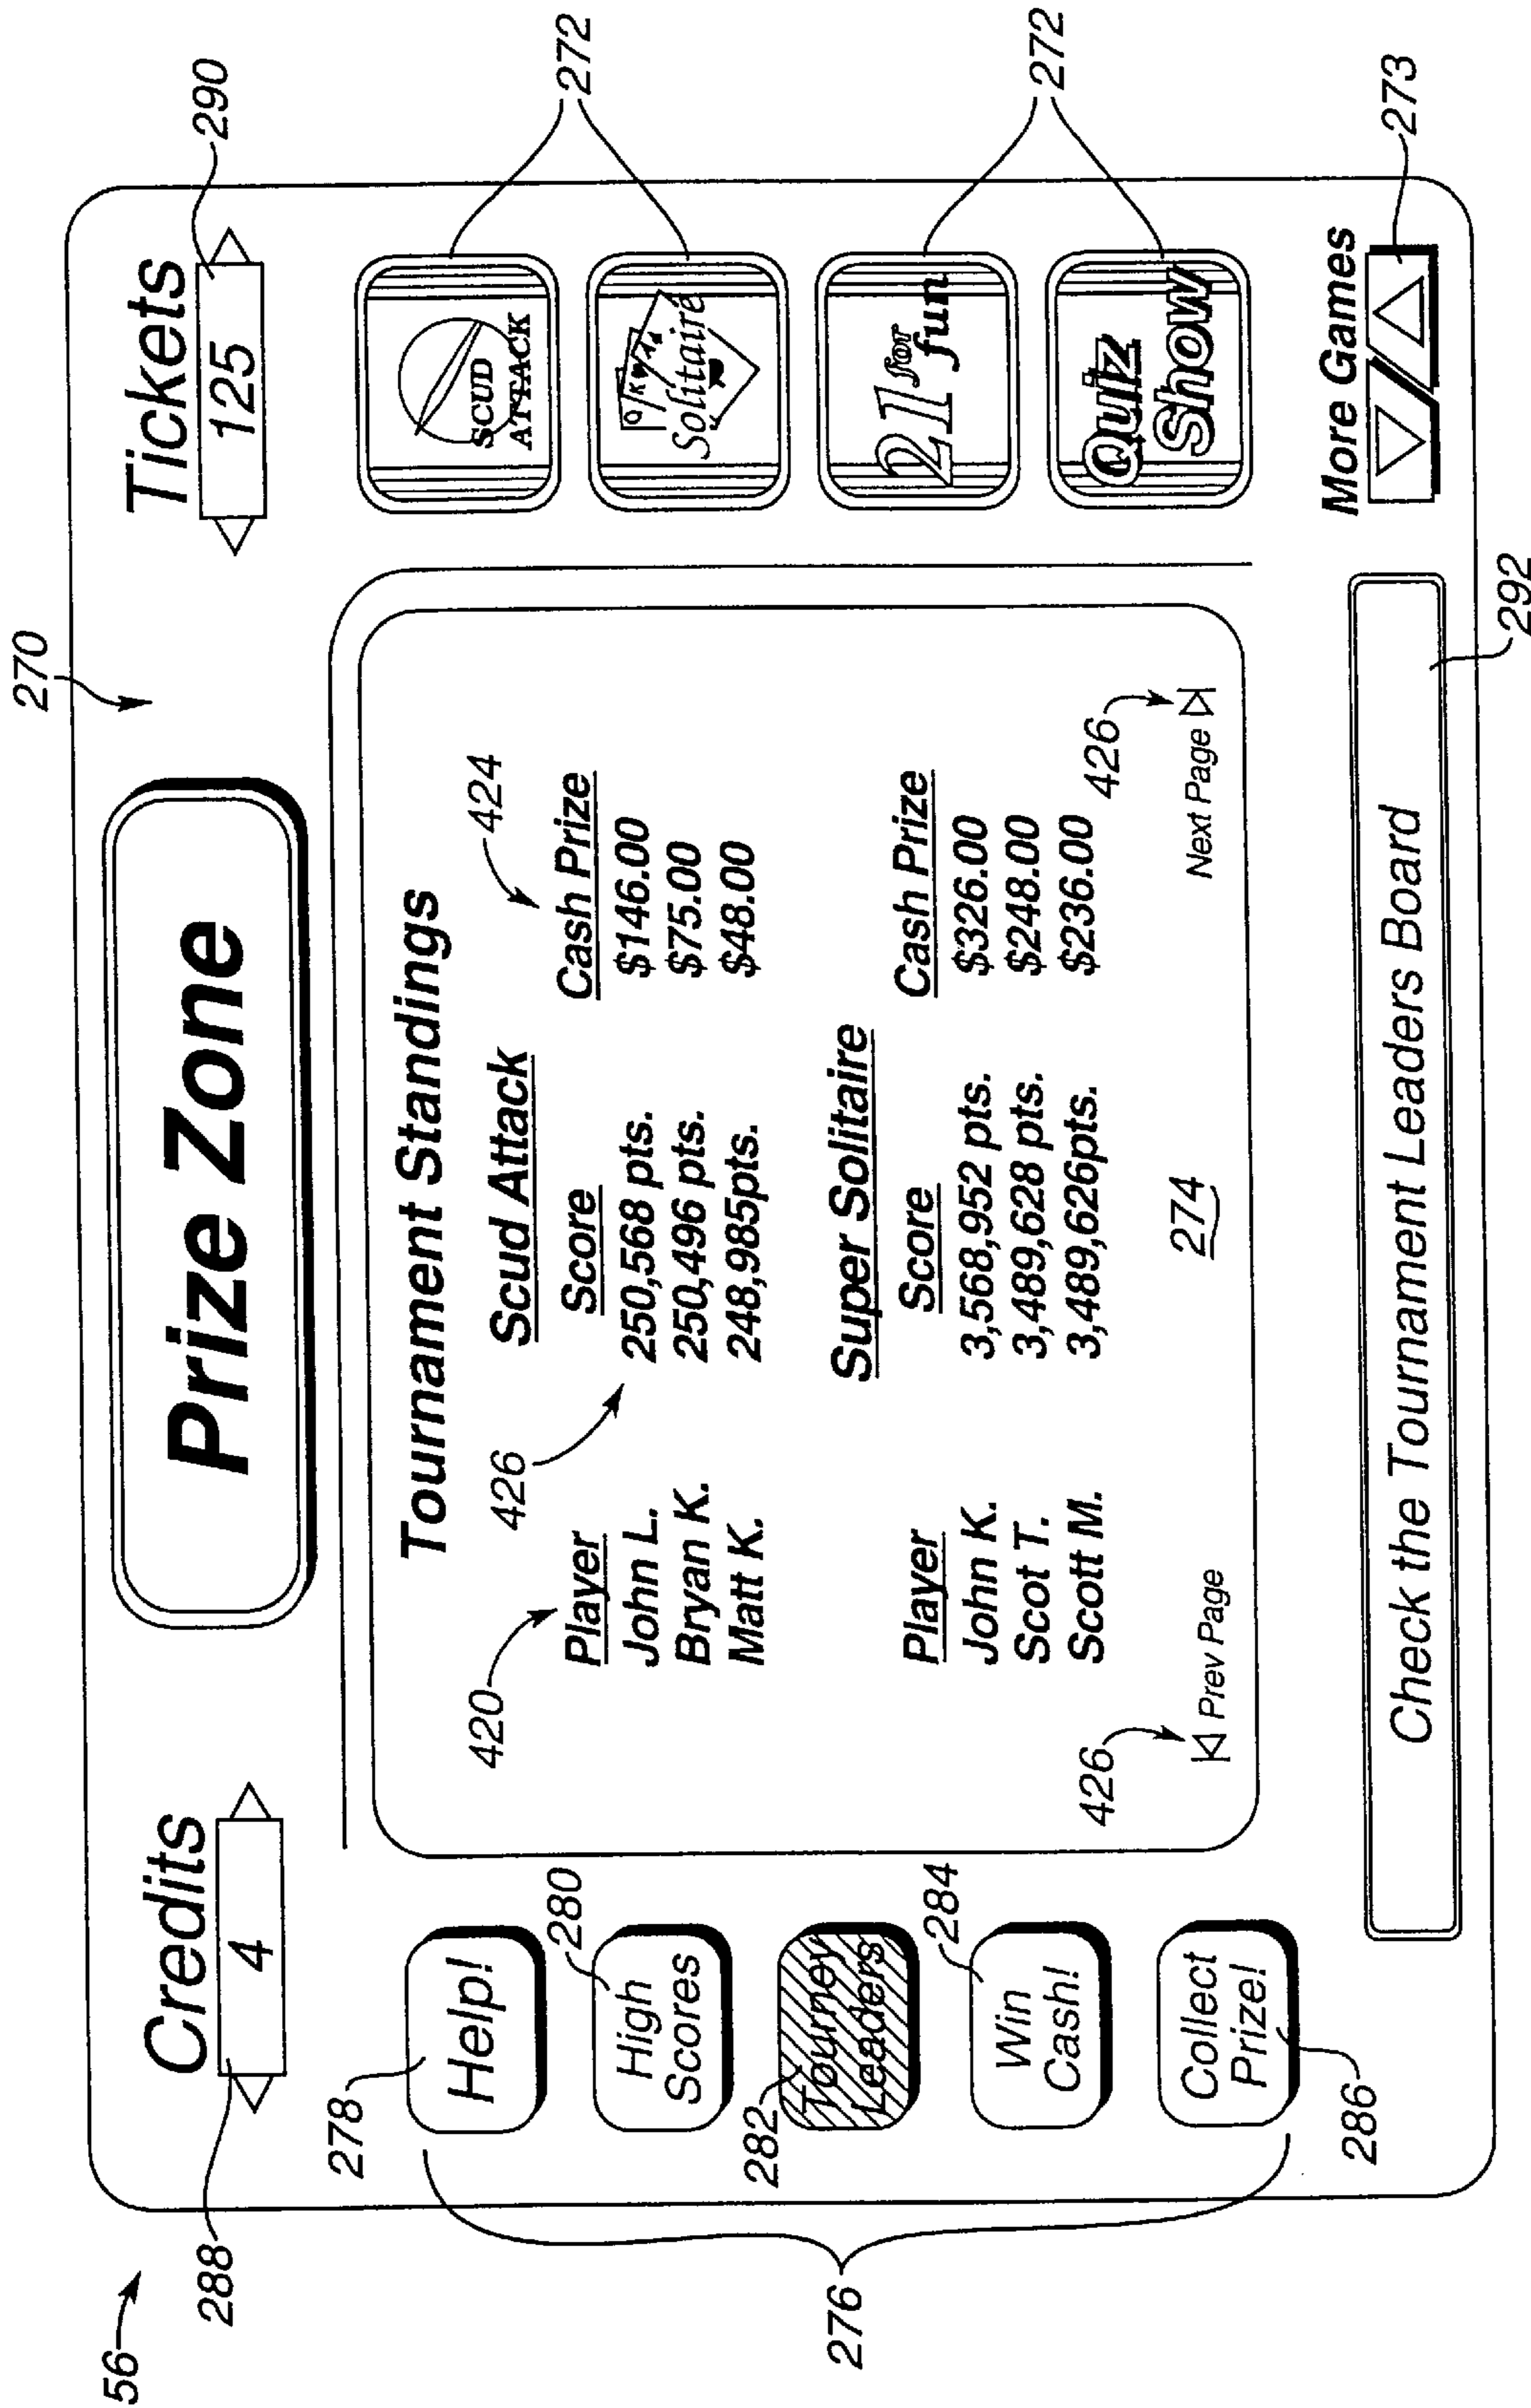 56
270
Credits
4
288
Prize Zone
Tickets
125
290
278
Help!
280
High
Scores
282
Tourney
Leaders
284
Win
Cash!
Collect
Prize!
286
276
Tournament Standings
Scud Attack
420
426
424
Player Score Cash Prize
John L. 250,568 pts. $146.00
Bryan K. 250,496 pts. $75.00
Matt K. 248,985pts. $48.00
Super Solitaire
Player Score Cash Prize
John K. 3,568,952 pts. $326.00
Scot T. 3,489,628 pts. $248.00
Scott M. 3,489,626pts. $236.00
426
426
Prev Page
274
Next Page
SCUD
ATTACK
272
Q K
Solitaire
21 for
fun
272
Quiz
Show
More Games
273
Check the Tournament Leaders Board
292